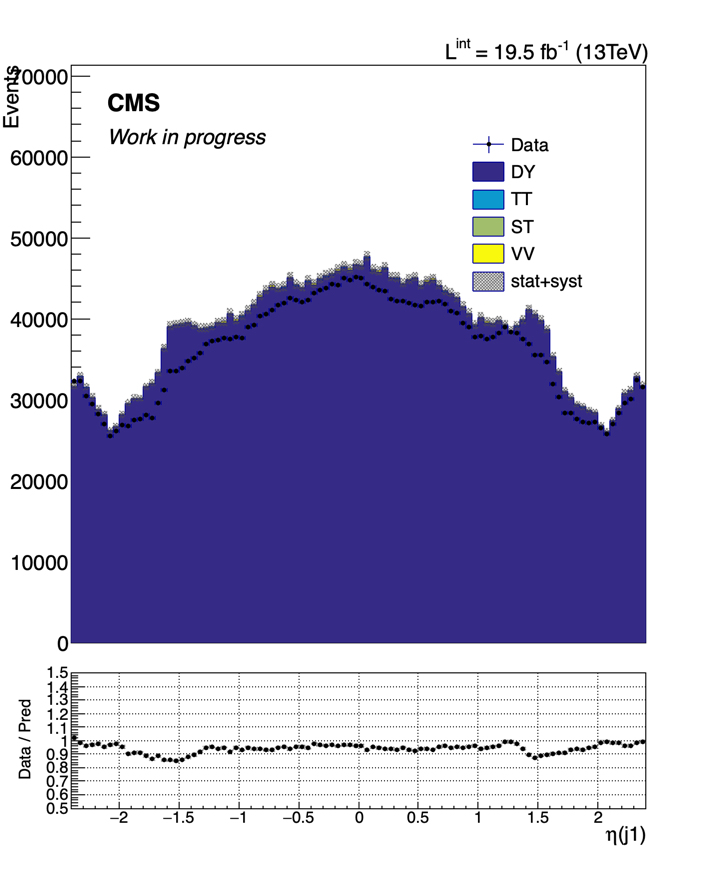 L^int = 19.5 fb^-1 (13TeV)
Events
70000
60000
50000
40000
30000
20000
10000
0
CMS
Work in progress
Data
DY
TT
ST
VV
stat+syst
Data / Pred
1.5
1.4
1.3
1.2
1.1
1
0.9
0.8
0.7
0.6
0.5
−2 −1.5 −1 −0.5 0 0.5 1 1.5 2
η(j1)